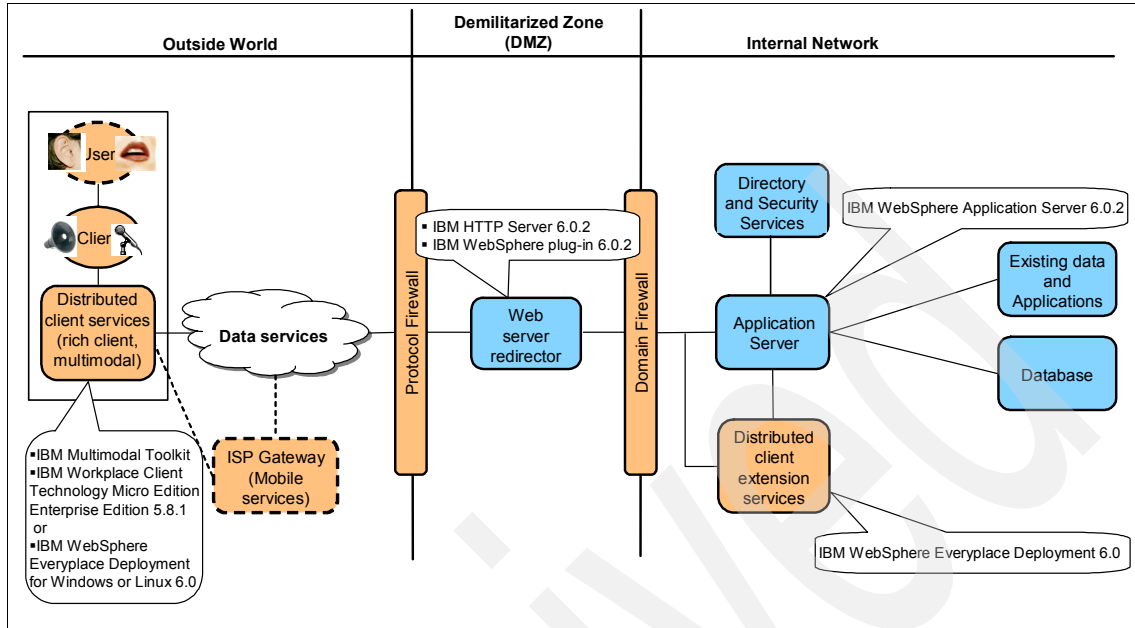 Outside World
Demilitarized Zone
(DMZ)
Internal Network
User
Clien
Distributed
client services
(rich client,
multimodal)
Data services
ISP Gateway
(Mobile
services)
▪IBM Multimodal Toolkit
▪IBM Workplace Client
Technology Micro Edition
Enterprise Edition 5.8.1
or
▪IBM WebSphere
Everyplace Deployment
for Windows or Linux 6.0
Protocol Firewall
▪ IBM HTTP Server 6.0.2
▪ IBM WebSphere plug-in 6.0.2
Web
server
redirector
Domain Firewall
Directory
and Security
Services
IBM WebSphere Application Server 6.0.2
Application
Server
Existing data
and
Applications
Database
Distributed
client
extension
services
IBM WebSphere Everyplace Deployment 6.0